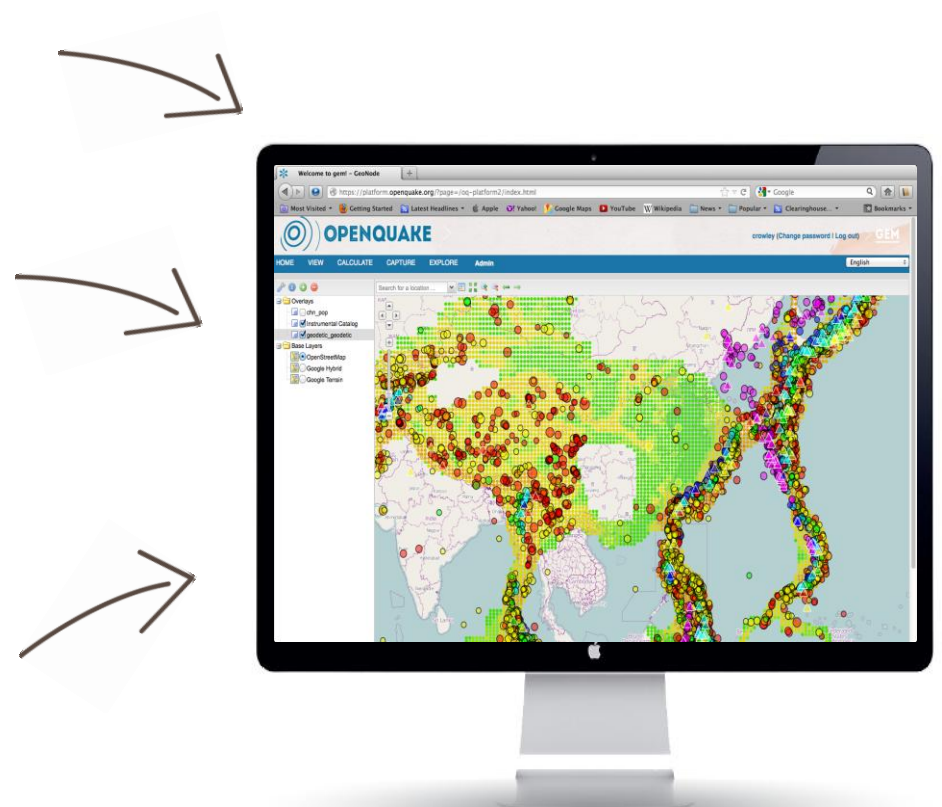 Welcome to gem! – GeoNode
https://platform.openquake.org/?page=/oq-platform2/index.html
Google
Most Visited
Getting Started
Latest Headlines
Apple
Yahoo!
Google Maps
YouTube
Wikipedia
News
Popular
Clearinghouse...
Bookmarks
OPENQUAKE
crowley (Change password | Log out)
GEM
HOME VIEW CALCULATE CAPTURE EXPLORE Admin
English
Search for a location ...
Overlays
chn_pop
Instrumental Catalog
geodetic_geodetic
Base Layers
OpenStreetMap
Google Hybrid
Google Terrain